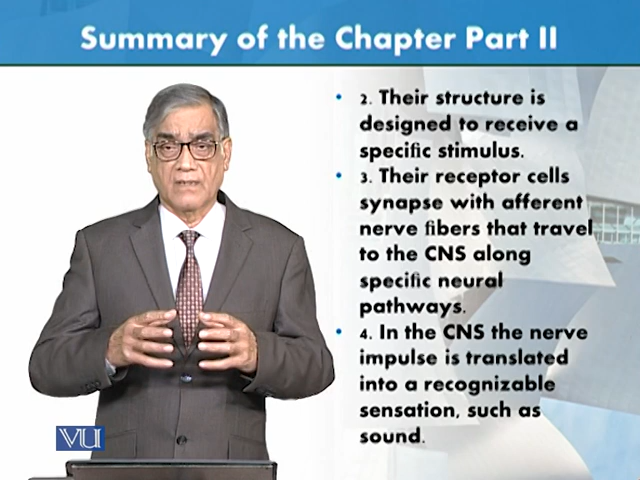 Summary of the Chapter Part II
• 2. Their structure is
designed to receive a
specific stimulus.
• 3. Their receptor cells
synapse with afferent
nerve fibers that travel
to the CNS along
specific neural
pathways.
• 4. In the CNS the nerve
impulse is translated
into a recognizable
sensation, such as
sound.
VU